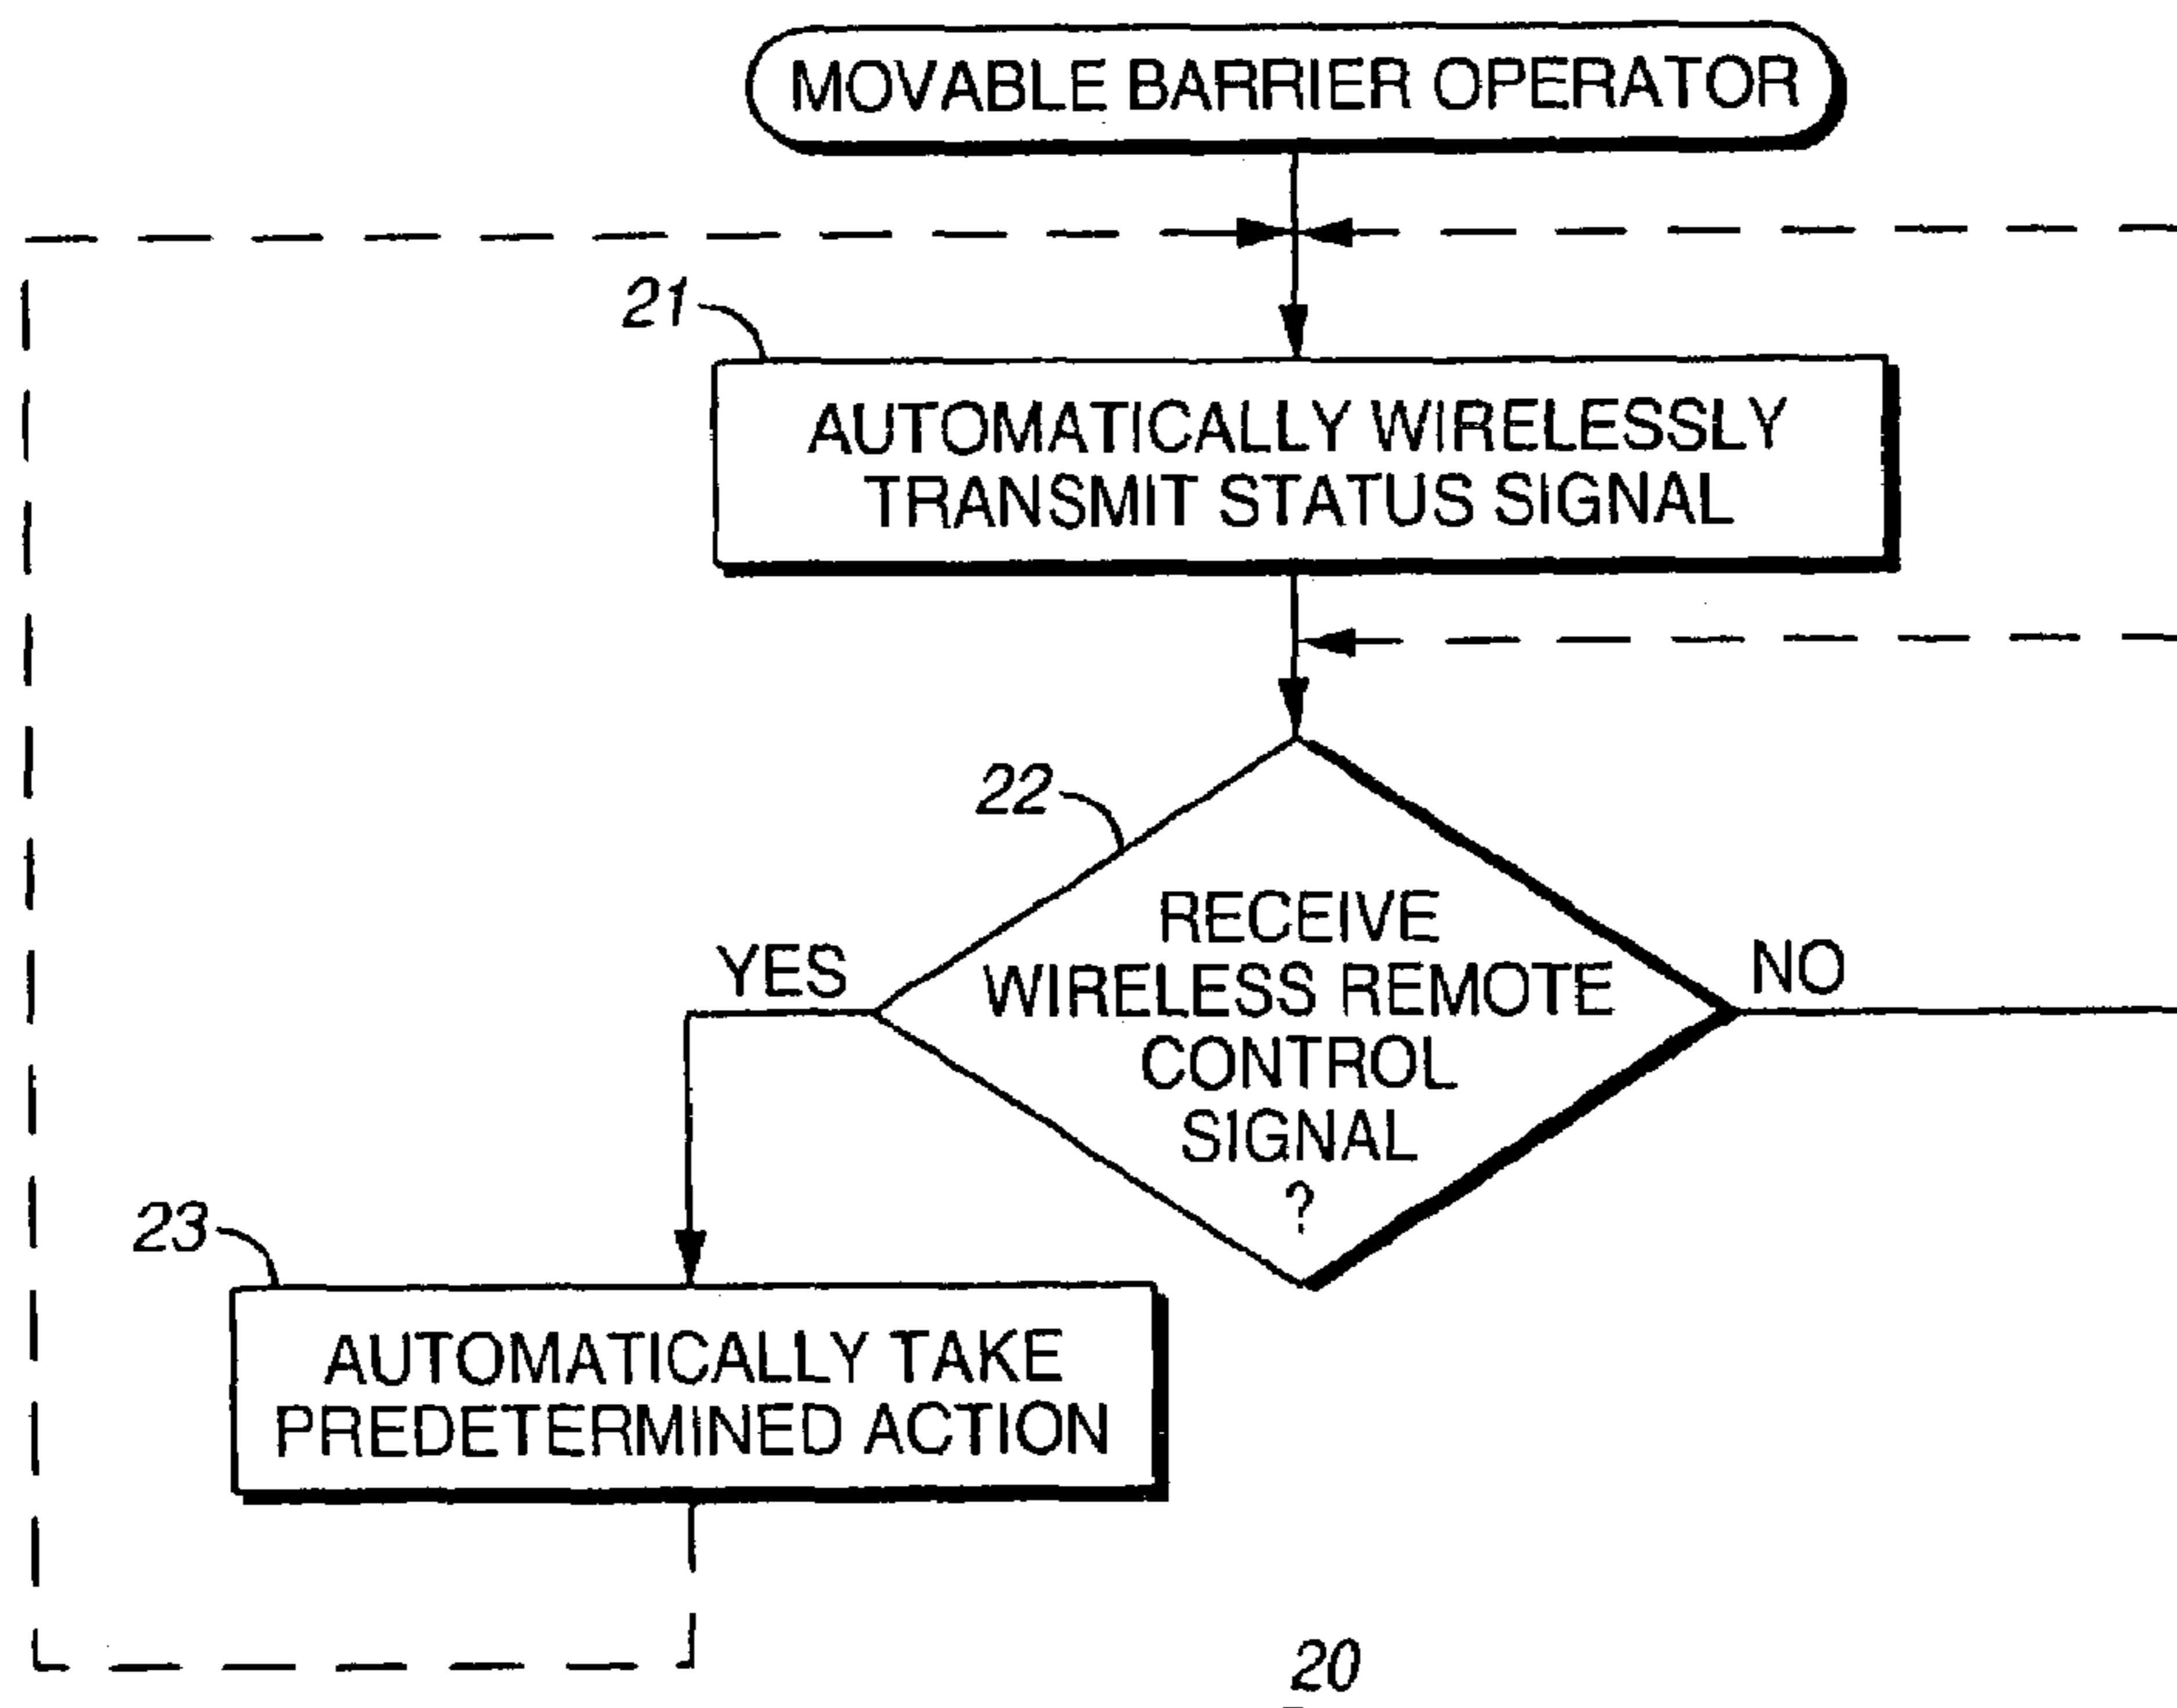 MOVABLE BARRIER OPERATOR
21
AUTOMATICALLY WIRELESSLY
TRANSMIT STATUS SIGNAL
22
RECEIVE
WIRELESS REMOTE
CONTROL
SIGNAL
?
YES
NO
23
AUTOMATICALLY TAKE
PREDETERMINED ACTION
20